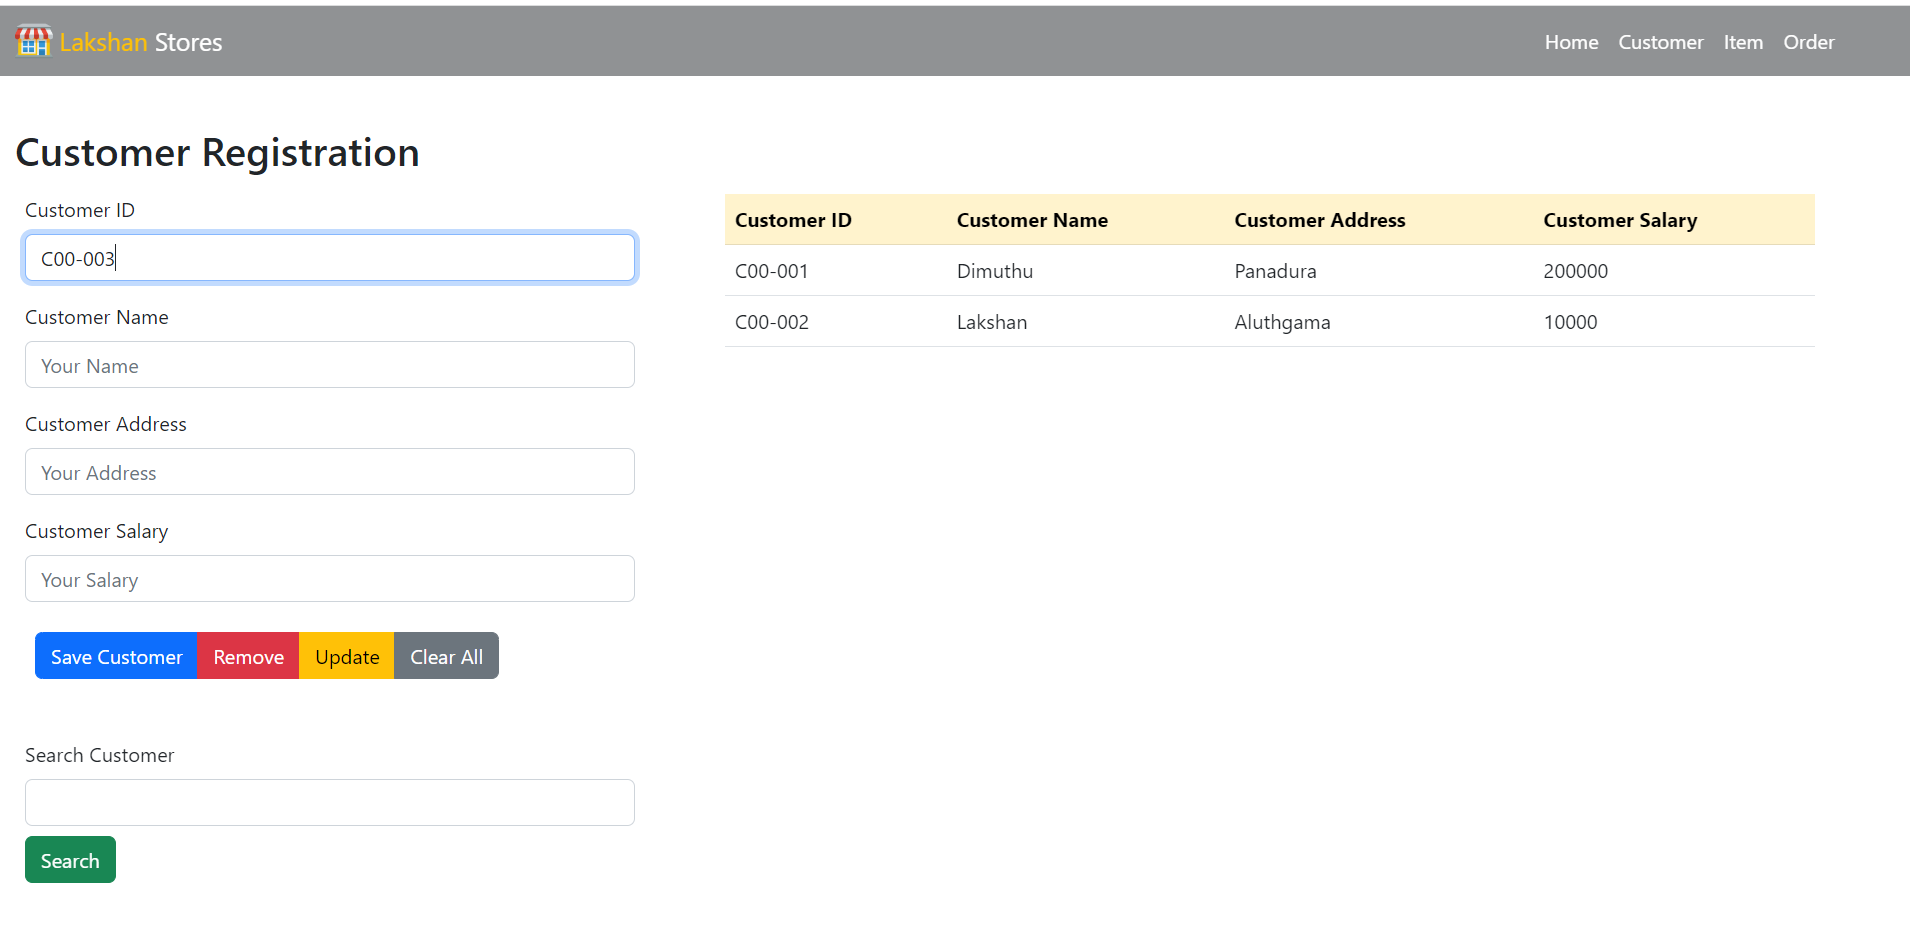 Lakshan Stores
Home Customer Item Order
Customer Registration
Customer ID
C00-003
Customer Name
Your Name
Customer Address
Your Address
Customer Salary
Your Salary
Save Customer Remove Update Clear All
Search Customer
Search
Customer ID Customer Name Customer Address Customer Salary
C00-001 Dimuthu Panadura 200000
C00-002 Lakshan Aluthgama 10000